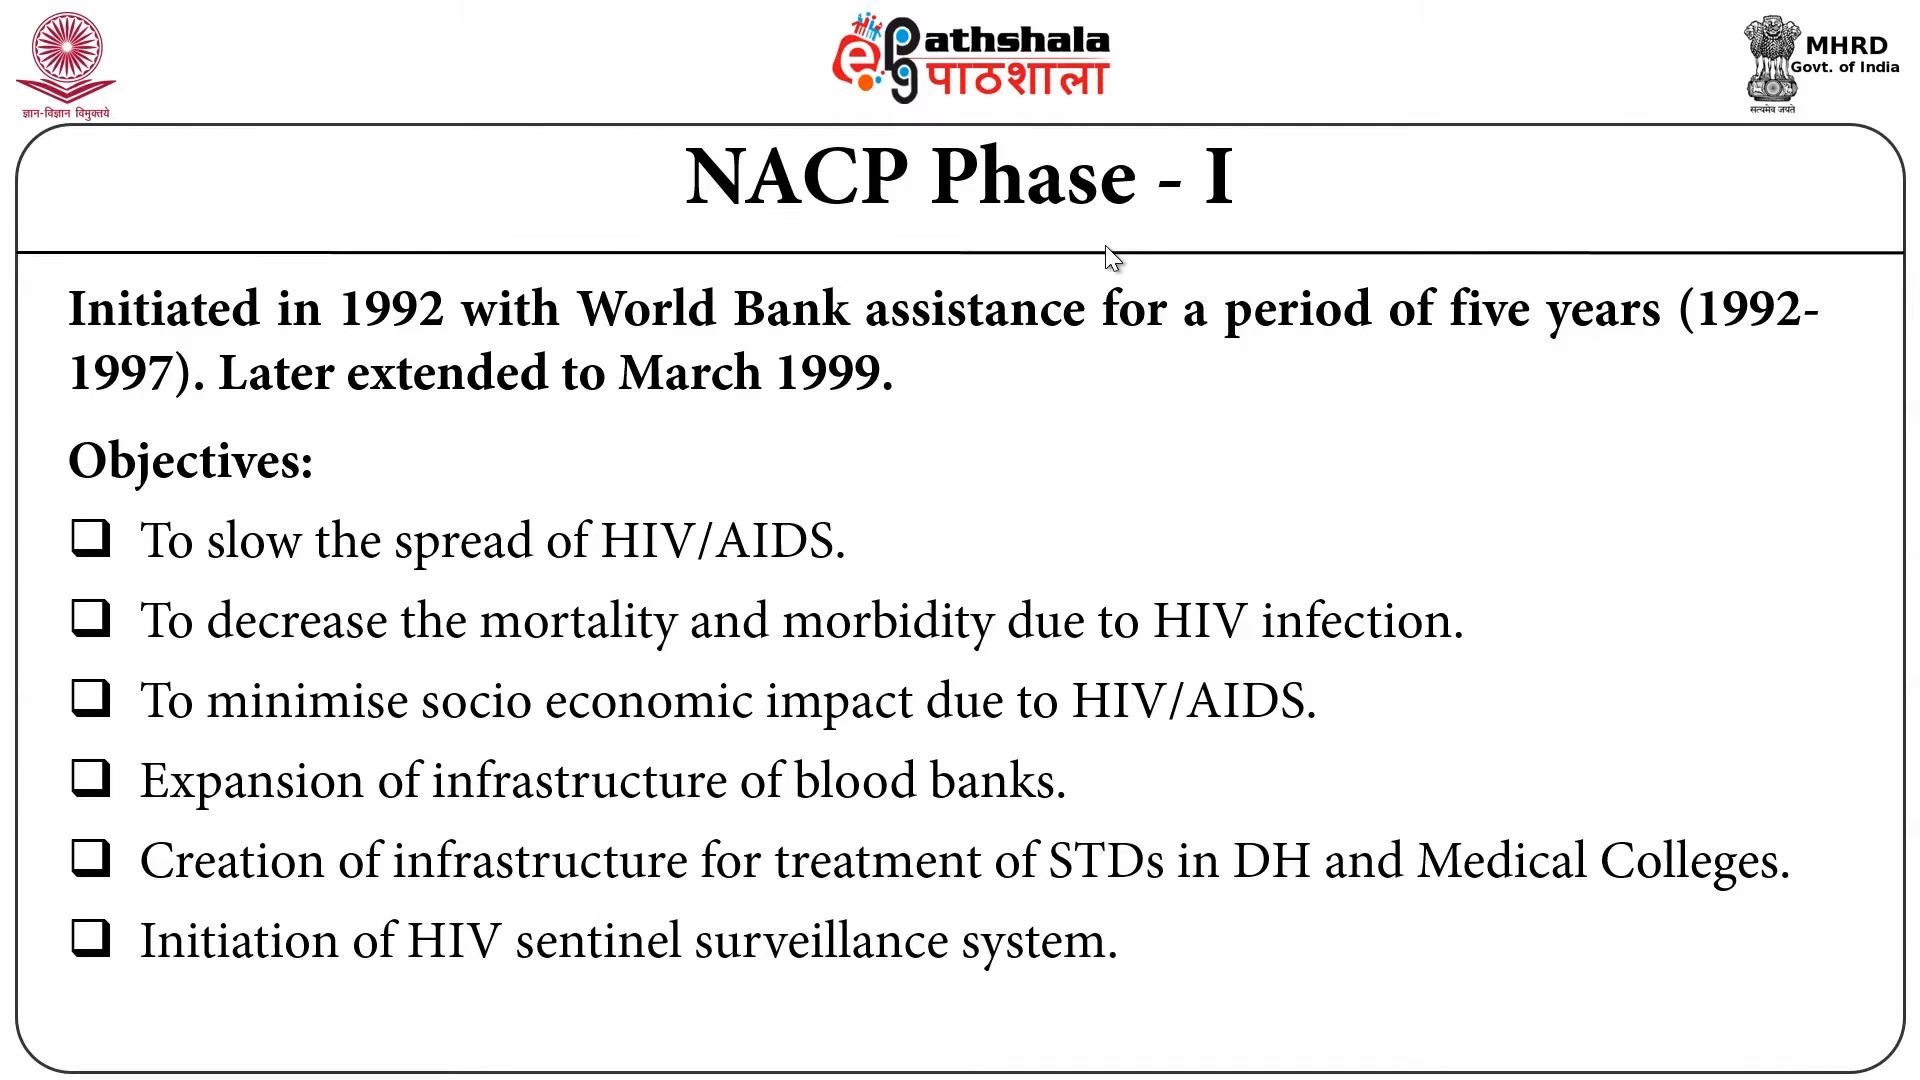 ज्ञान-विज्ञान विमुक्तये
ePG Pathshala
पाठशाला
MHRD
Govt. of India
सत्यमेव जयते
NACP Phase - I
Initiated in 1992 with World Bank assistance for a period of five years (1992-
1997). Later extended to March 1999.
Objectives:
To slow the spread of HIV/AIDS.
To decrease the mortality and morbidity due to HIV infection.
To minimise socio economic impact due to HIV/AIDS.
Expansion of infrastructure of blood banks.
Creation of infrastructure for treatment of STDs in DH and Medical Colleges.
Initiation of HIV sentinel surveillance system.